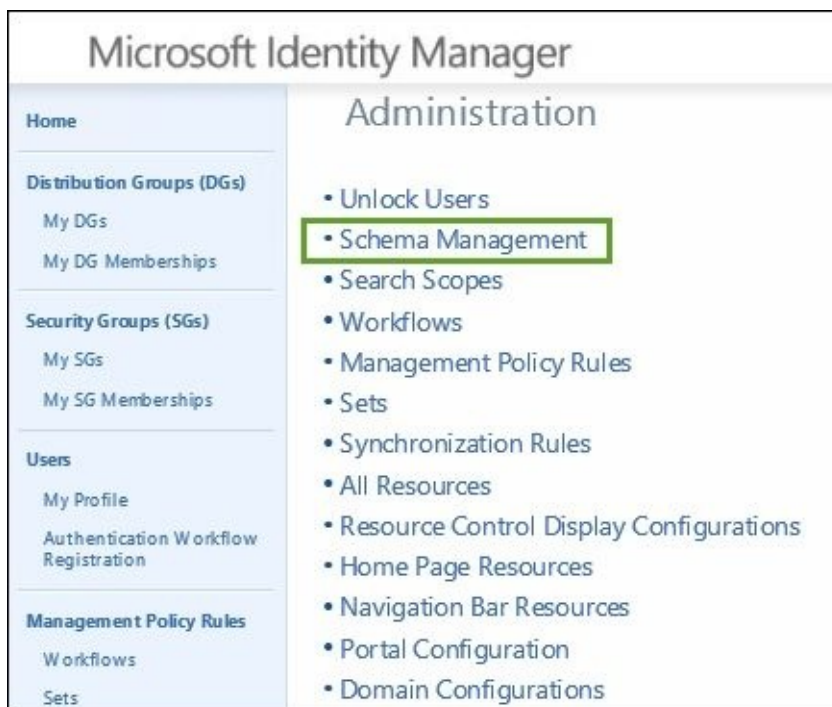 Microsoft Identity Manager
Home
Distribution Groups (DGs)
My DGs
My DG Memberships
Security Groups (SGs)
My SGs
My SG Memberships
Users
My Profile
Authentication Workflow
Registration
Management Policy Rules
Workflows
Sets
Administration
• Unlock Users
• Schema Management
• Search Scopes
• Workflows
• Management Policy Rules
• Sets
• Synchronization Rules
• All Resources
• Resource Control Display Configurations
• Home Page Resources
• Navigation Bar Resources
• Portal Configuration
• Domain Configurations